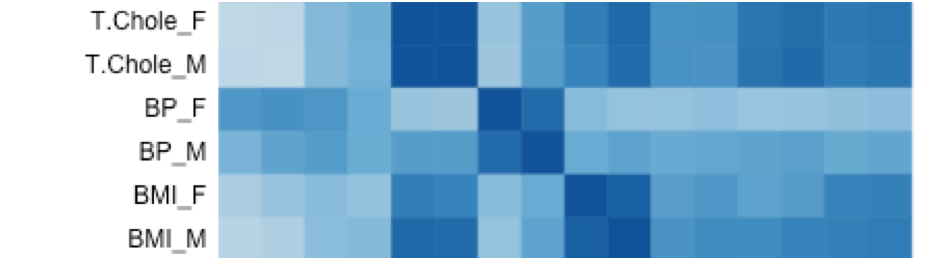 T.Chole_F
T.Chole_M
BP_F
BP_M
BMI_F
BMI_M